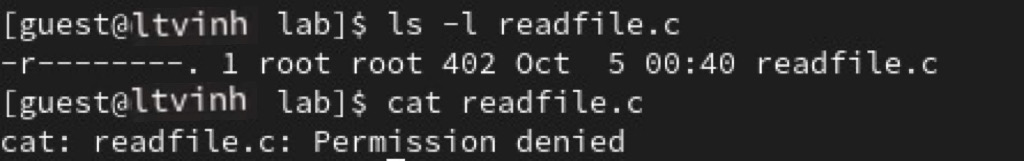 [guest@ltvinh lab]$ ls -l readfile.c
-r--------. 1 root root 402 Oct  5 00:40 readfile.c
[guest@ltvinh lab]$ cat readfile.c
cat: readfile.c: Permission denied